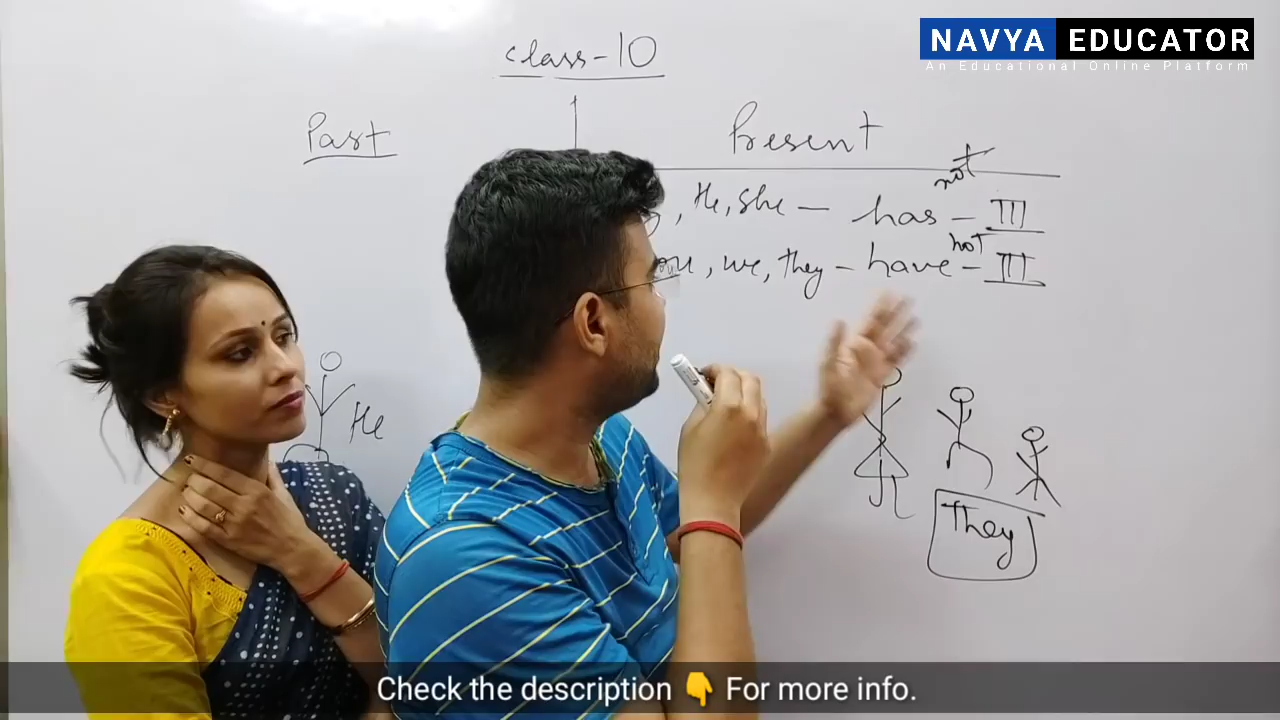 NAVYA EDUCATOR
An Educational Online Platform
class-10
Past
Present
not
, He, She - has - III
not
, we, they - have - III
He
They
Check the description 👇 For more info.